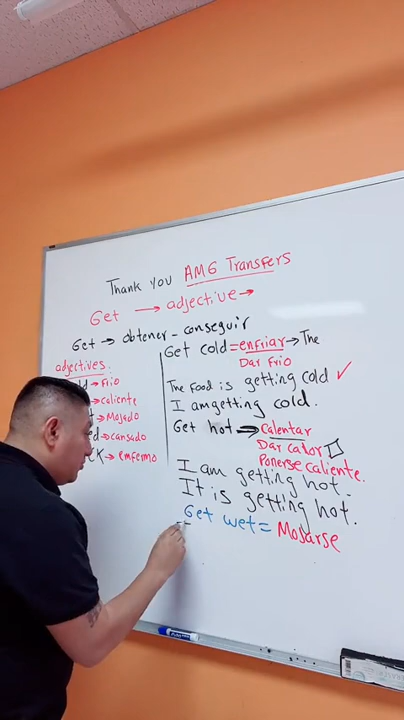 Thank you AMG Transfers
Get → adjective →
Get → obtener - conseguir
adjectives
→ Frio
→ caliente
→ Mojado
→ cansado
→ emfermo
Get cold = enfriar → The
Dar Frio
The Food is getting cold ✓
I am getting cold.
Get hot → Calentar
Dar calor
Ponerse caliente.
I am getting hot.
It is getting hot.
Get wet = Mojarse